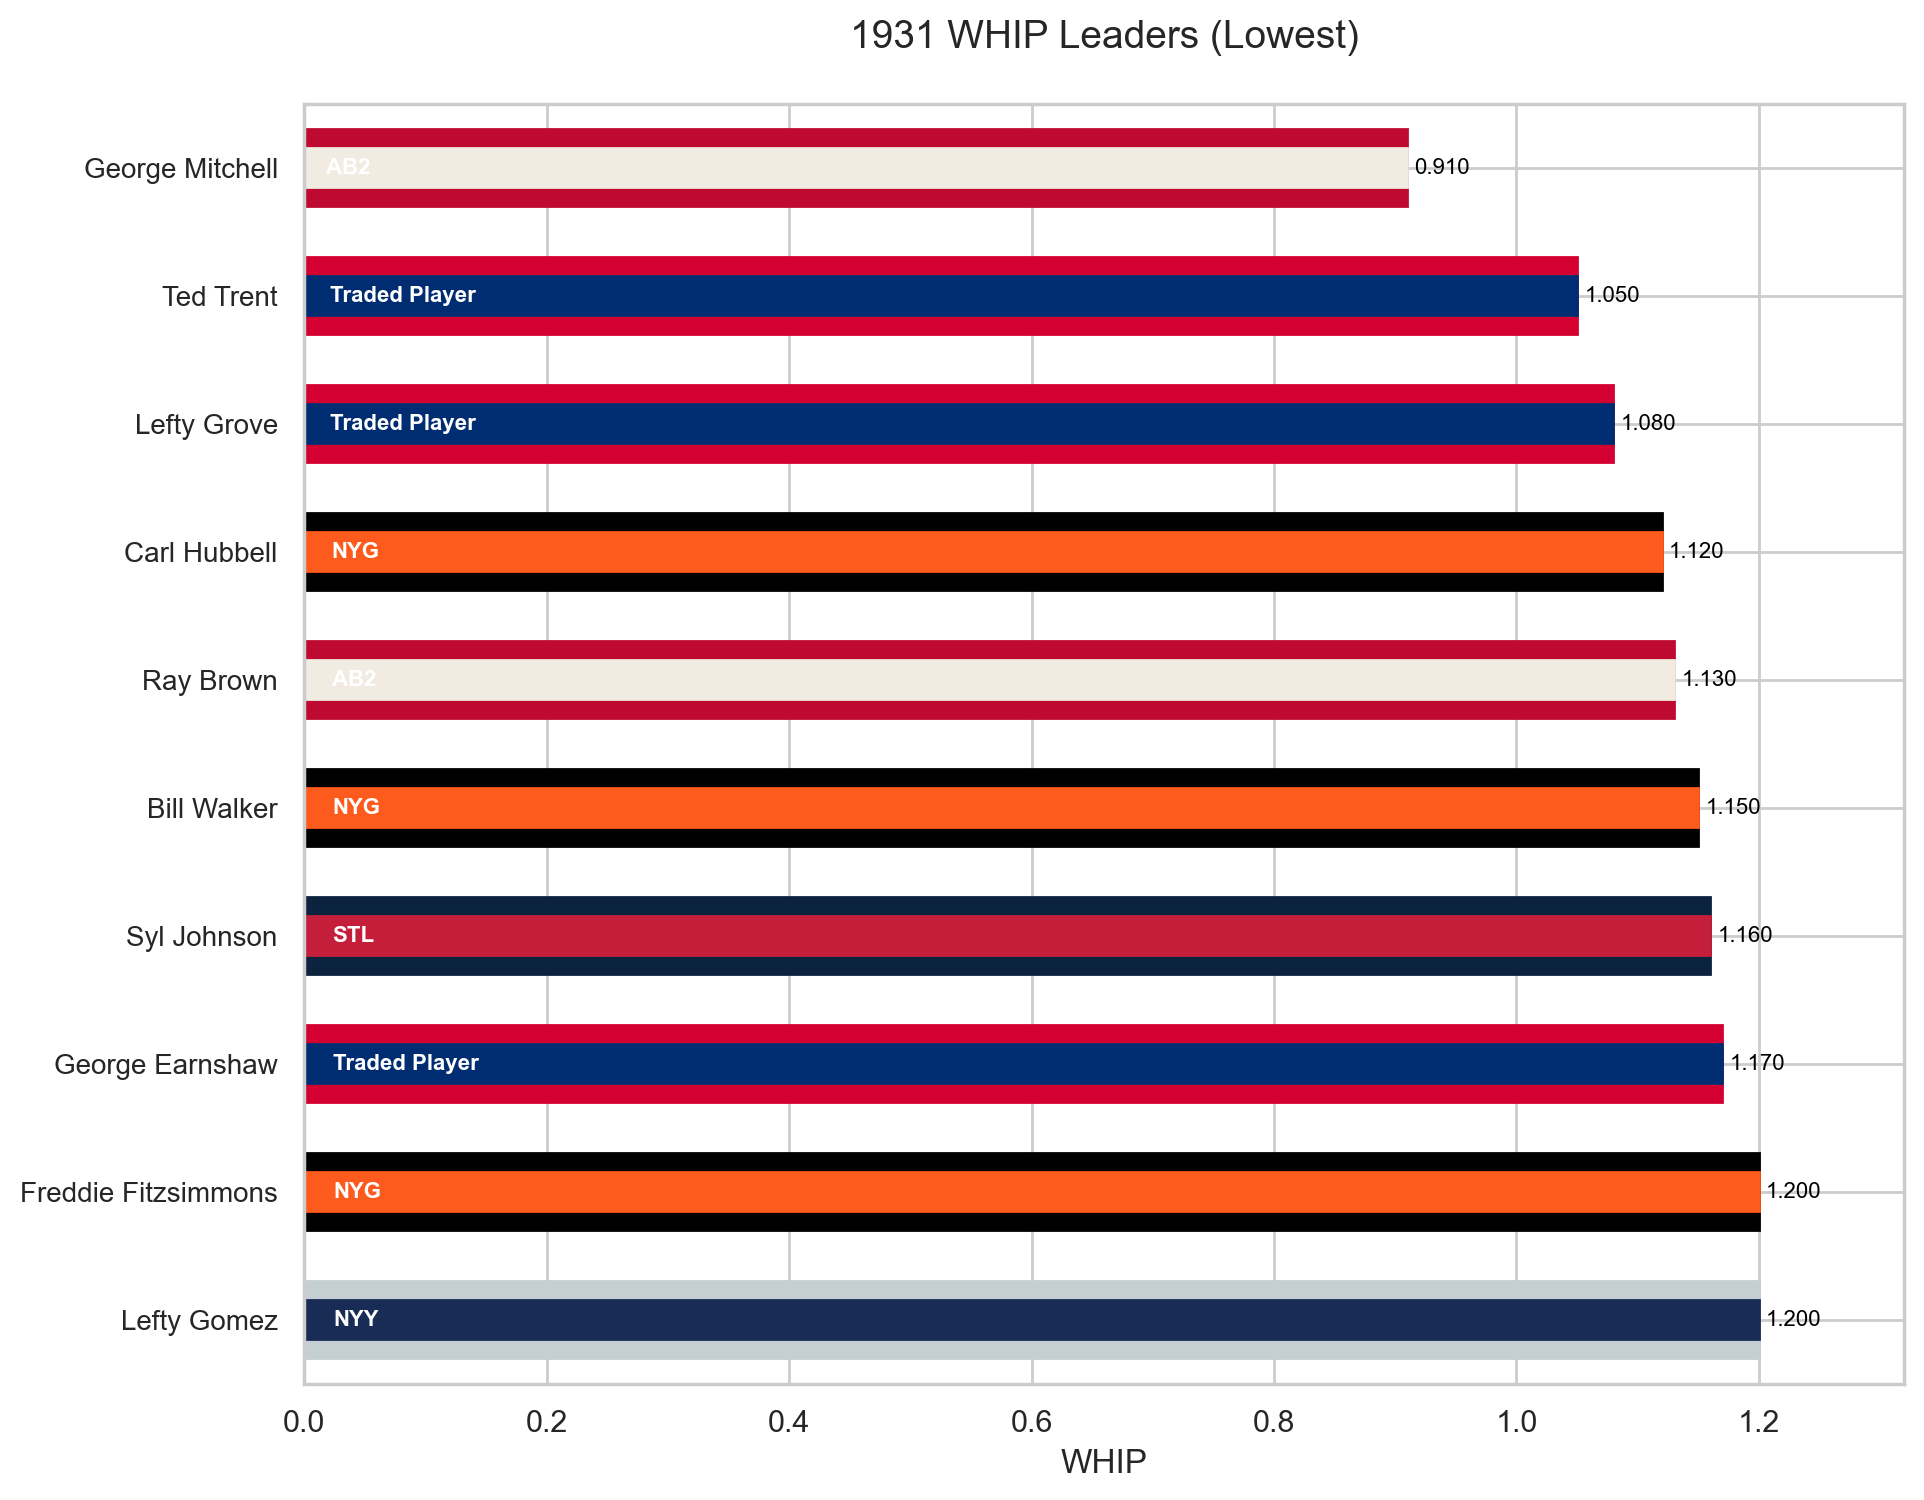 1931 WHIP Leaders (Lowest)
George Mitchell AB2 0.910
Ted Trent Traded Player 1.050
Lefty Grove Traded Player 1.080
Carl Hubbell NYG 1.120
Ray Brown AB2 1.130
Bill Walker NYG 1.150
Syl Johnson STL 1.160
George Earnshaw Traded Player 1.170
Freddie Fitzsimmons NYG 1.200
Lefty Gomez NYY 1.200
0.0 0.2 0.4 0.6 0.8 1.0 1.2
WHIP